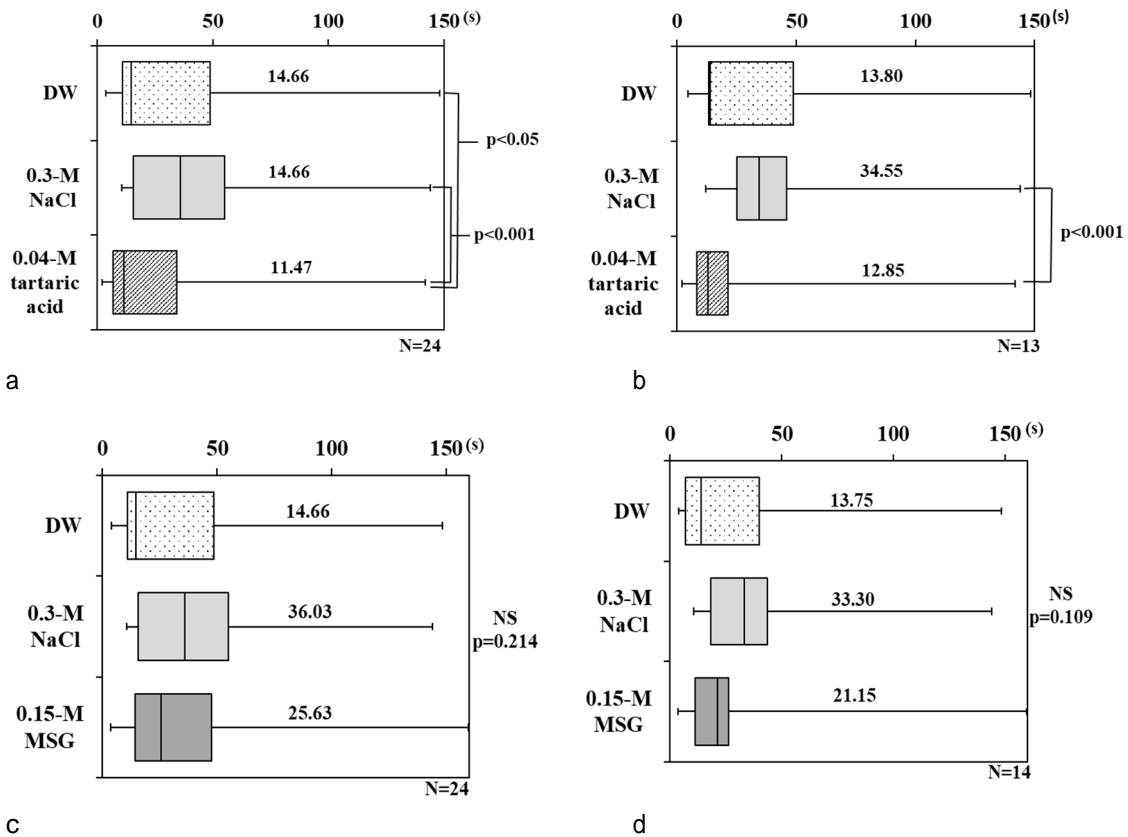 0 50 100 150 (s)
DW
14.66
p<0.05
0.3-M
NaCl
14.66
p<0.001
0.04-M
tartaric
acid
11.47
N=24
a
0 50 100 150 (s)
DW
13.80
0.3-M
NaCl
34.55
p<0.001
0.04-M
tartaric
acid
12.85
N=13
b
0 50 100 150 (s)
DW
14.66
0.3-M
NaCl
36.03
NS
p=0.214
0.15-M
MSG
25.63
N=24
c
0 50 100 150 (s)
DW
13.75
0.3-M
NaCl
33.30
NS
p=0.109
0.15-M
MSG
21.15
N=14
d